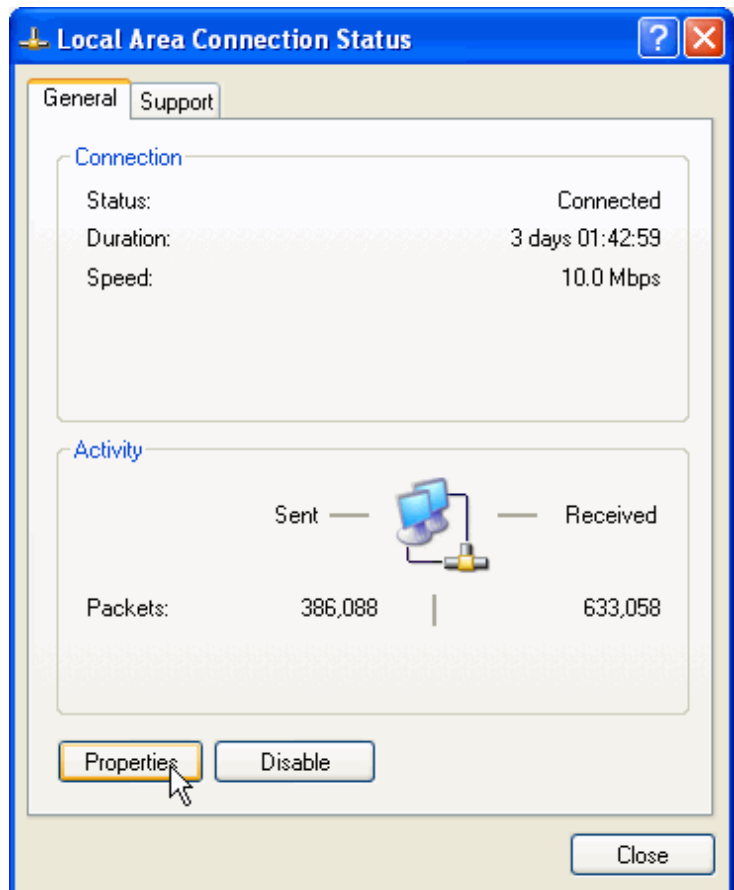 Local Area Connection Status
General Support
Connection
Status: Connected
Duration: 3 days 01:42:59
Speed: 10.0 Mbps
Activity
Sent Received
Packets: 386,088 633,058
Properties Disable
Close